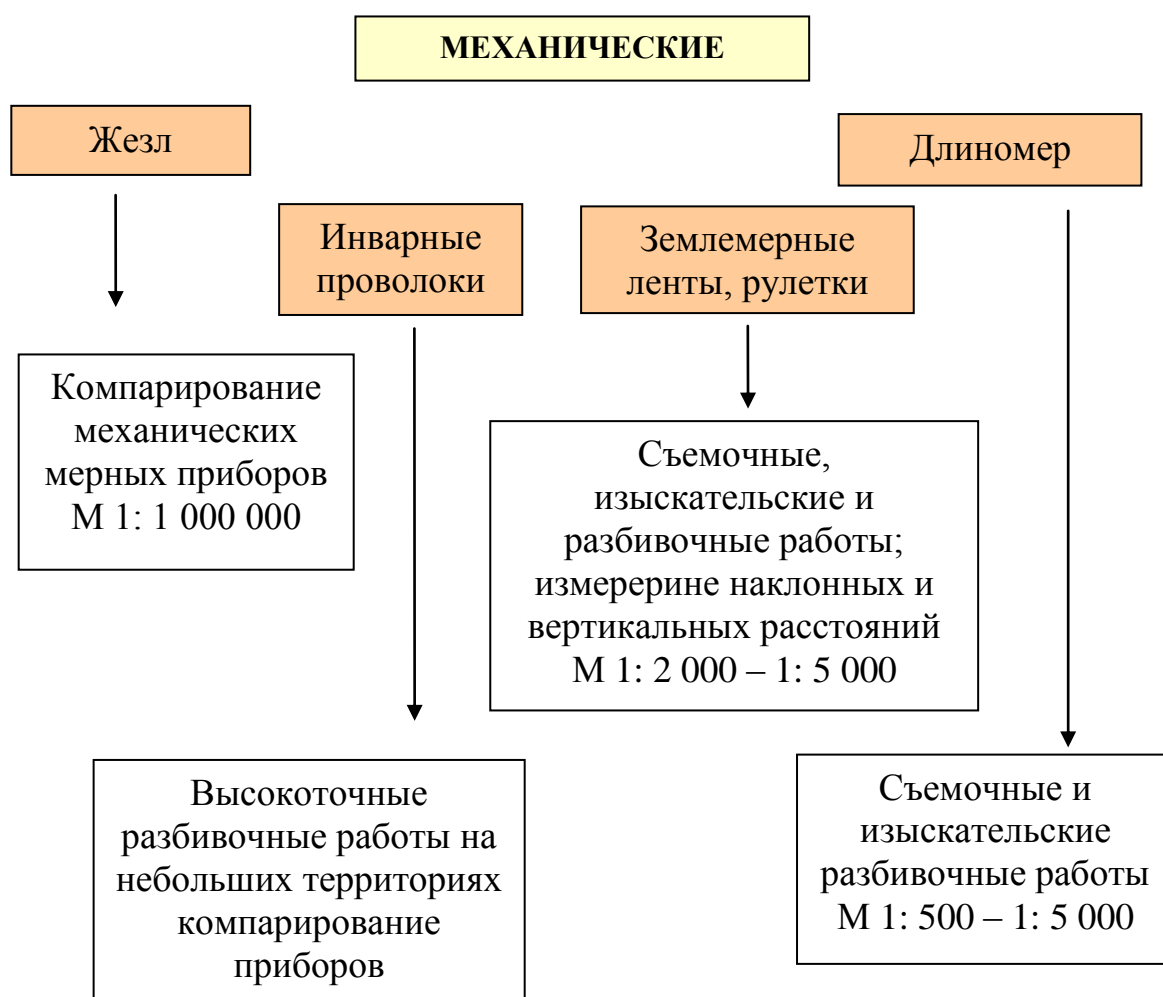 МЕХАНИЧЕСКИЕ
Жезл
Длиномер
Инварные
проволоки
Землемерные
ленты, рулетки
Компарирование
механических
мерных приборов
М 1: 1 000 000
Съемочные,
изыскательские и
разбивочные работы;
измерерине наклонных и
вертикальных расстояний
М 1: 2 000 – 1: 5 000
Высокоточные
разбивочные работы на
небольших территориях
компарирование
приборов
Съемочные и
изыскательские
разбивочные работы
М 1: 500 – 1: 5 000